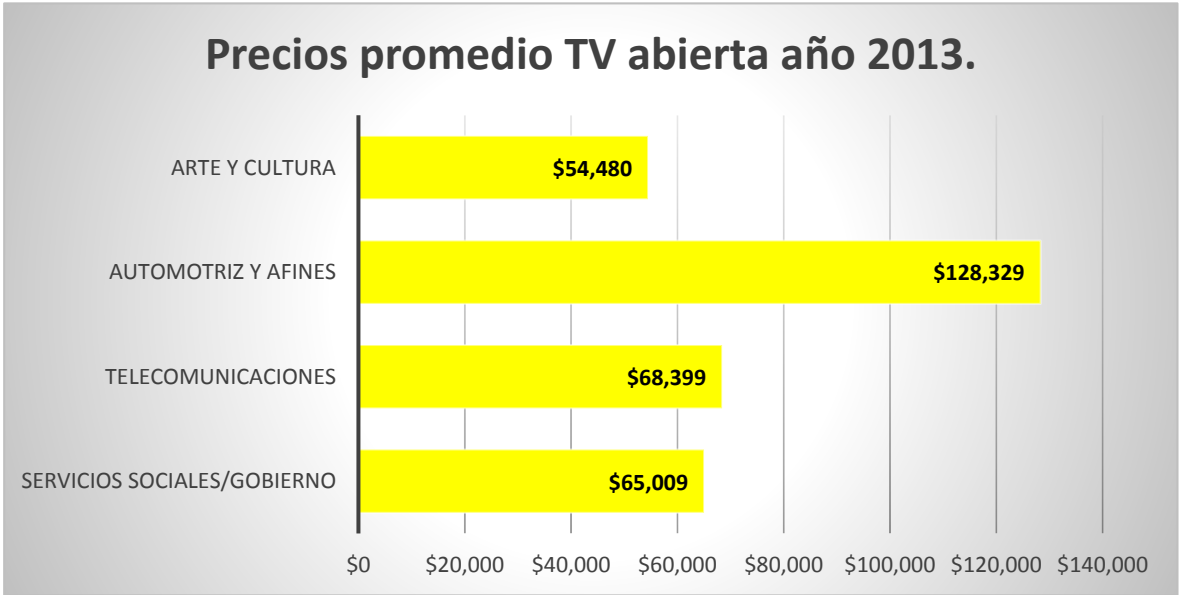 Precios promedio TV abierta año 2013.
ARTE Y CULTURA
$54,480
AUTOMOTRIZ Y AFINES
$128,329
TELECOMUNICACIONES
$68,399
SERVICIOS SOCIALES/GOBIERNO
$65,009
$0 $20,000 $40,000 $60,000 $80,000 $100,000 $120,000 $140,000